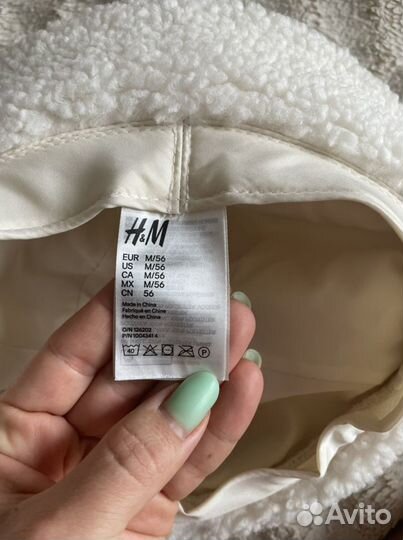 H&M
EUR M/56
US M/56
CA M/56
MX M/56
CN 56
Made in China
Fabriqué en Chine
Hecho en China
O/N 126202
P/N 1004341 4
40 P
Avito